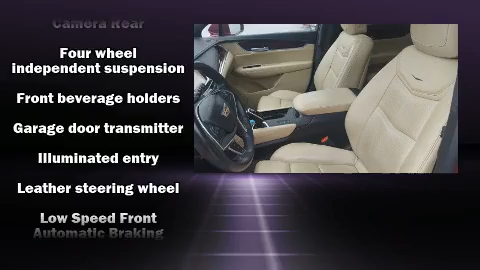 Camera Rear
Four wheel
independent suspension
Front beverage holders
Garage door transmitter
Illuminated entry
Leather steering wheel
Low Speed Front
Automatic Braking